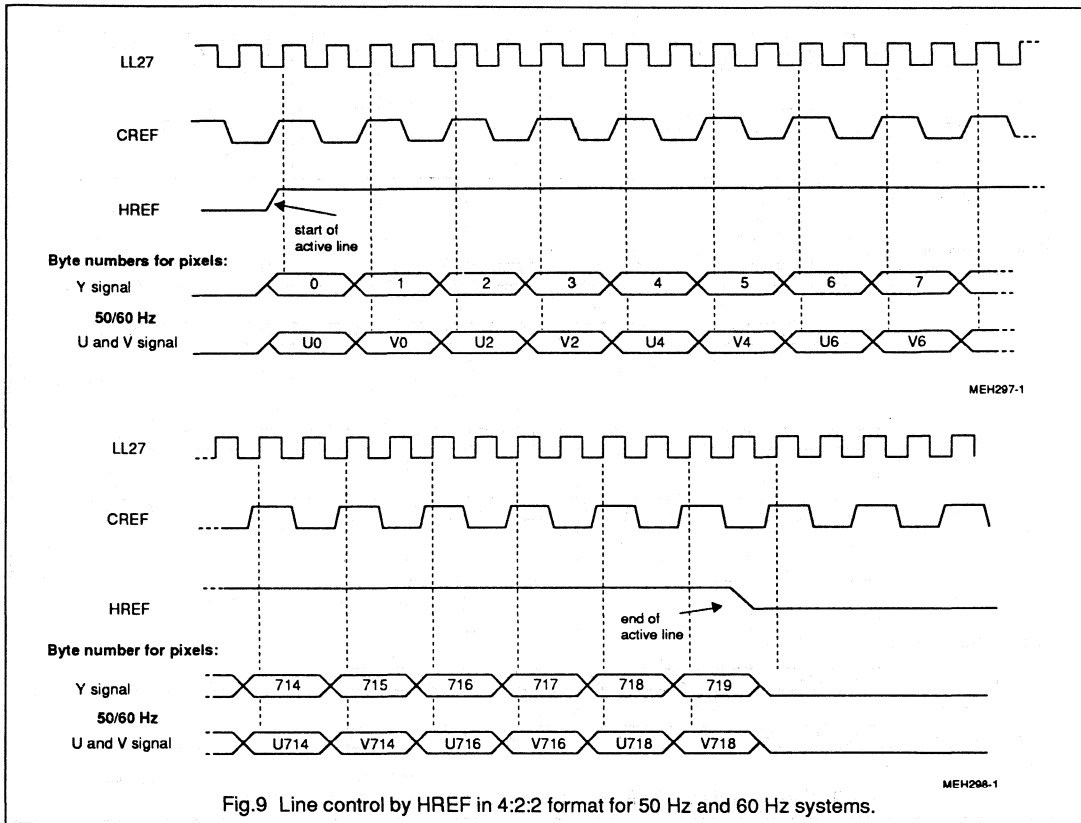 LL27
CREF
HREF
start of
active line
Byte numbers for pixels:
Y signal
0 1 2 3 4 5 6 7
50/60 Hz
U and V signal
U0 V0 U2 V2 U4 V4 U6 V6
MEH297-1
LL27
CREF
HREF
end of
active line
Byte number for pixels:
Y signal
714 715 716 717 718 719
50/60 Hz
U and V signal
U714 V714 U716 V716 U718 V718
MEH298-1
Fig.9 Line control by HREF in 4:2:2 format for 50 Hz and 60 Hz systems.